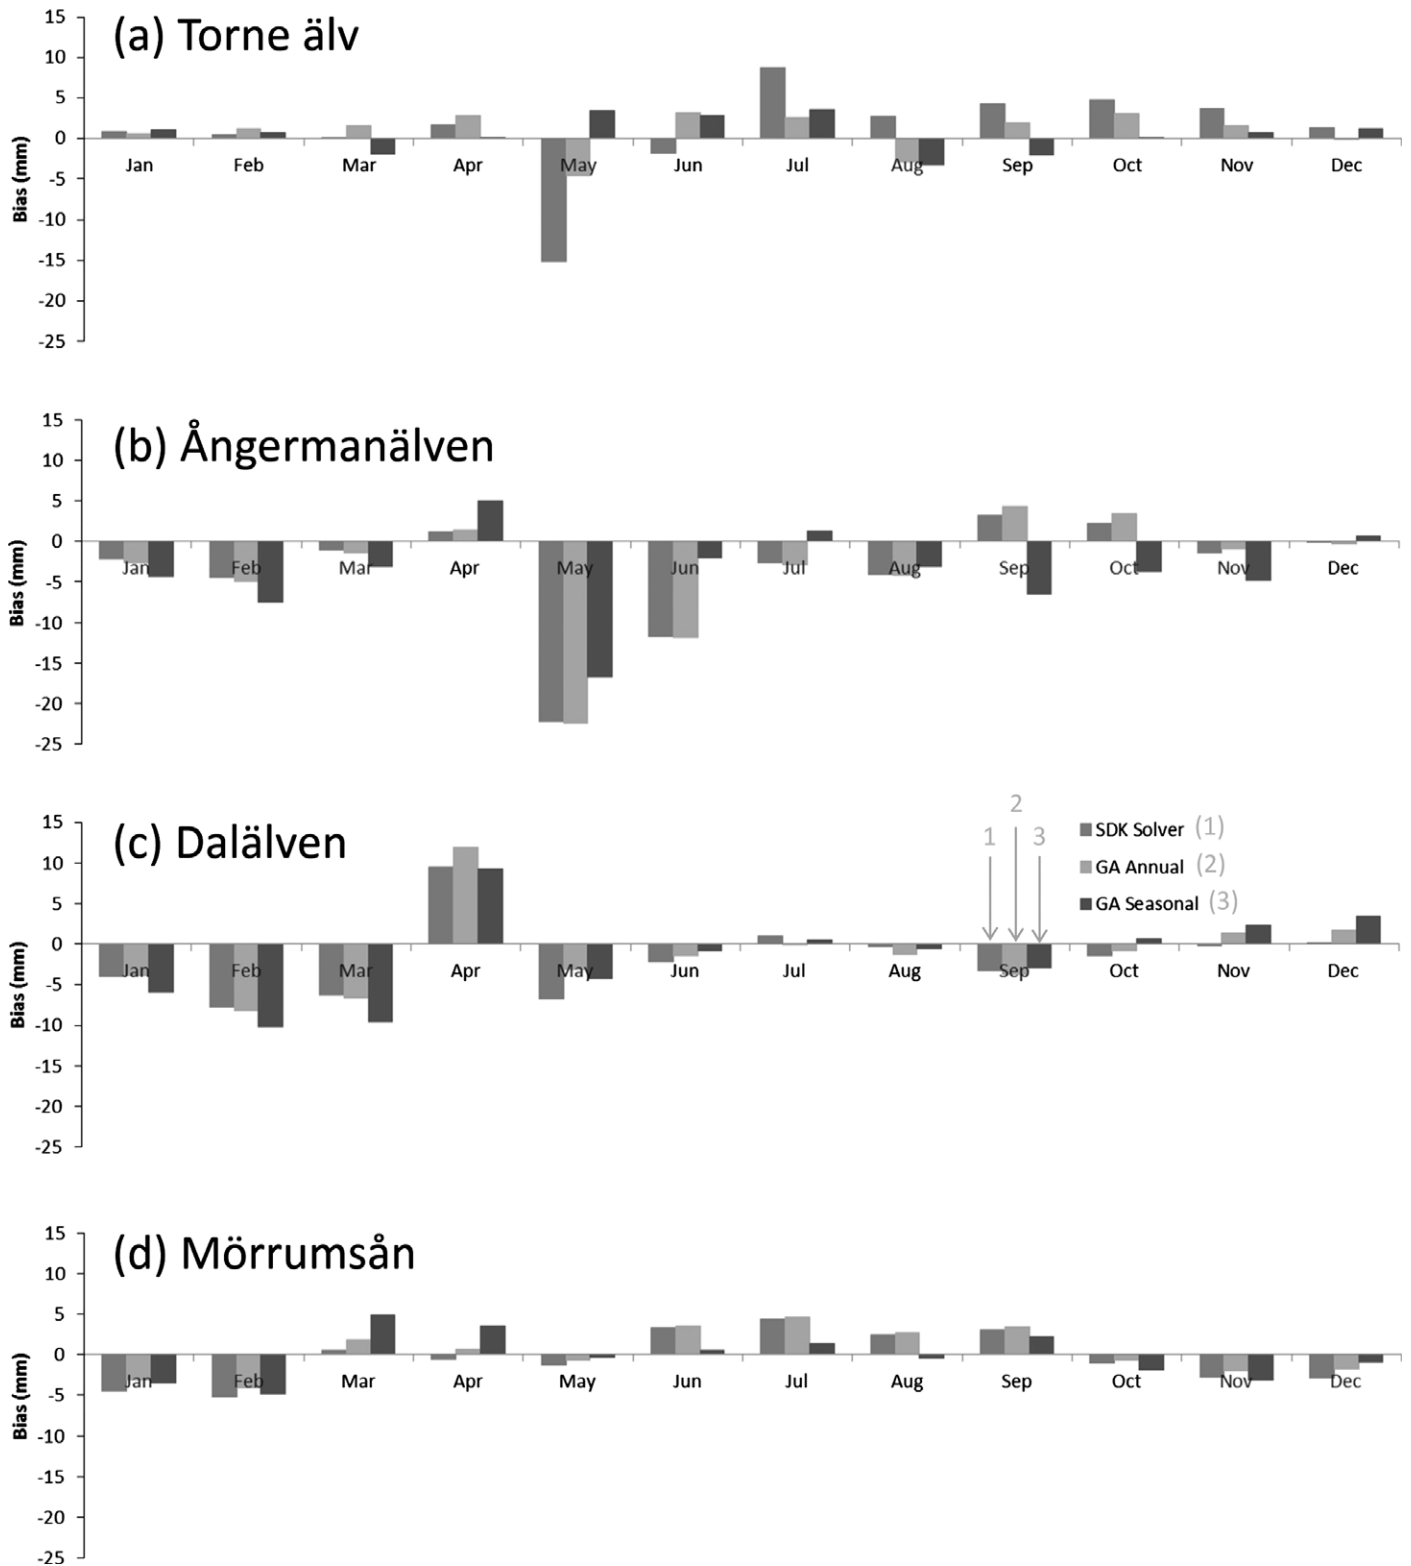 (a) Torne älv
15
10
5
0
-5
-10
-15
-20
-25
Bias (mm)
Jan Feb Mar Apr May Jun Jul Aug Sep Oct Nov Dec
(b) Ångermanälven
15
10
5
0
-5
-10
-15
-20
-25
Bias (mm)
Jan Feb Mar Apr May Jun Jul Aug Sep Oct Nov Dec
(c) Dalälven
15
10
5
0
-5
-10
-15
-20
-25
Bias (mm)
1 2 3
SDK Solver (1)
GA Annual (2)
GA Seasonal (3)
Jan Feb Mar Apr May Jun Jul Aug Sep Oct Nov Dec
(d) Mörrumsån
15
10
5
0
-5
-10
-15
-20
-25
Bias (mm)
Jan Feb Mar Apr May Jun Jul Aug Sep Oct Nov Dec